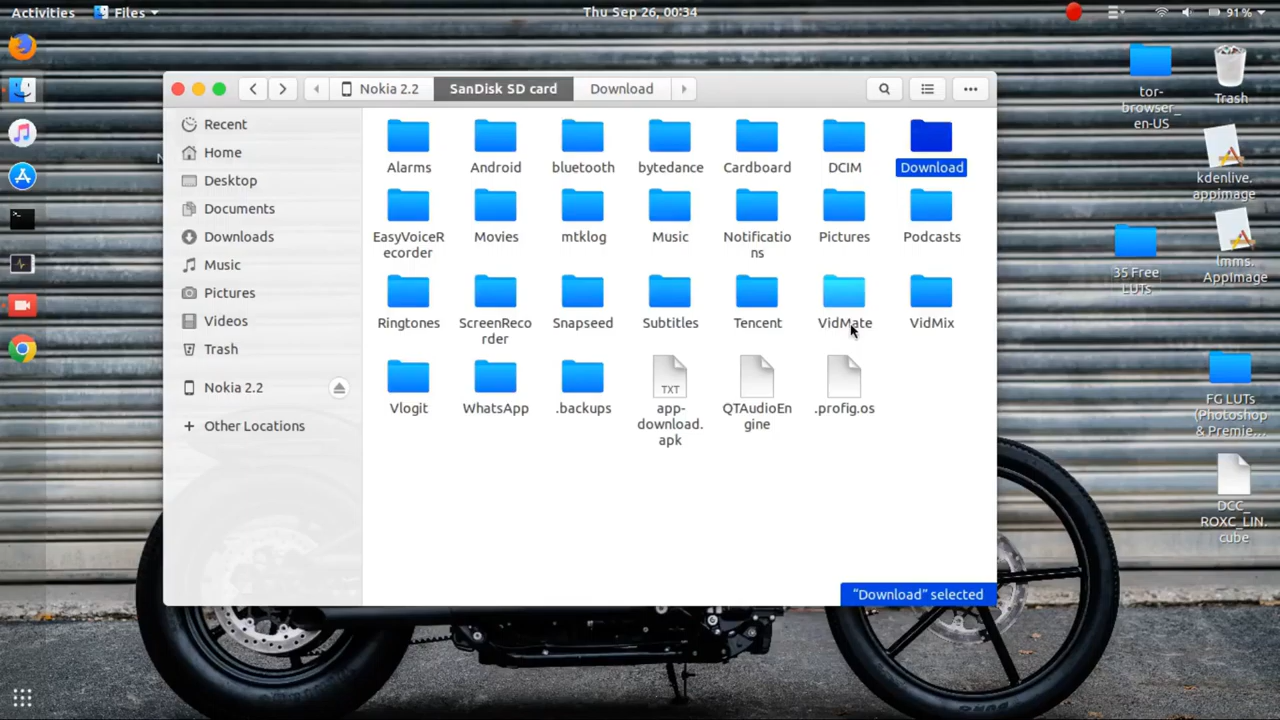 Activities
Files
Thu Sep 26, 00:34
91%
Nokia 2.2
SanDisk SD card
Download
Recent
Home
Desktop
Documents
Downloads
Music
Pictures
Videos
Trash
Nokia 2.2
Other Locations
Alarms
Android
bluetooth
bytedance
Cardboard
DCIM
Download
EasyVoiceR
ecorder
Movies
mtklog
Music
Notificatio
ns
Pictures
Podcasts
Ringtones
ScreenReco
rder
Snapseed
Subtitles
Tencent
VidMate
VidMix
Vlogit
WhatsApp
.backups
TXT
app-
download.
apk
QTAudioEn
gine
.profig.os
"Download" selected
tor-
browser_
en-US
Trash
kdenlive.
appimage
lmms.
AppImage
35 Free
LUTs
FG LUTs
(Photoshop
& Premie...
DCC_
ROXC_LIN.
cube